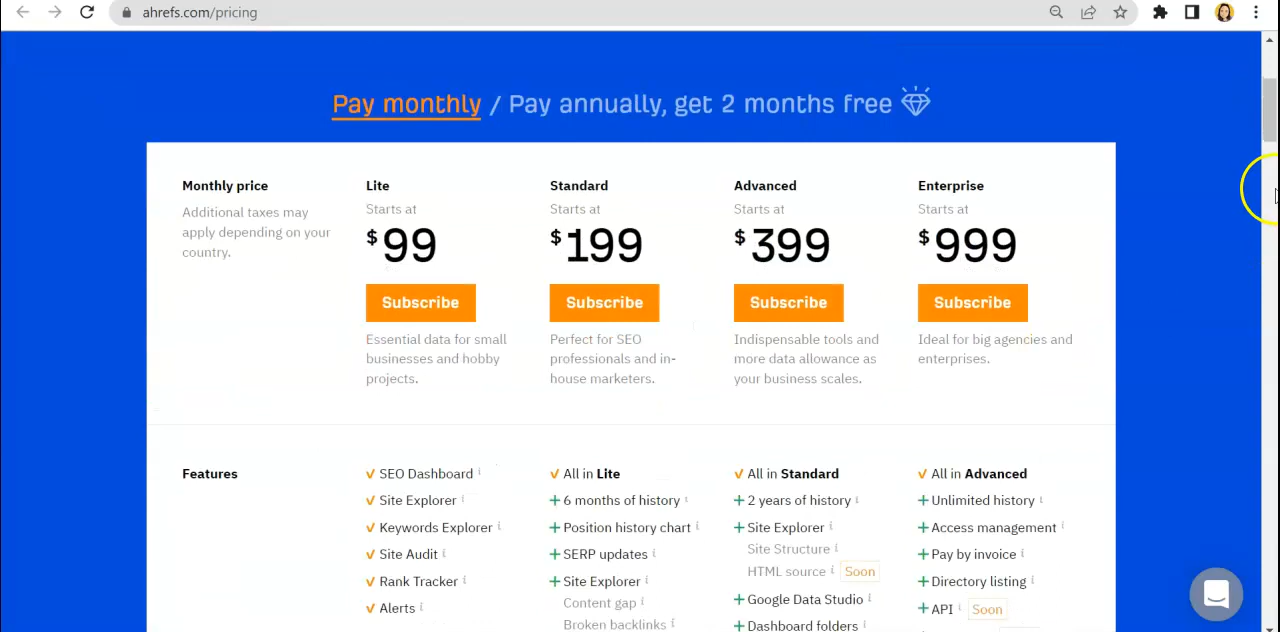 ahrefs.com/pricing
Pay monthly / Pay annually, get 2 months free
Monthly price
Additional taxes may
apply depending on your
country.
Lite
Starts at
$99
Subscribe
Essential data for small
businesses and hobby
projects.
Standard
Starts at
$199
Subscribe
Perfect for SEO
professionals and in-
house marketers.
Advanced
Starts at
$399
Subscribe
Indispensable tools and
more data allowance as
your business scales.
Enterprise
Starts at
$999
Subscribe
Ideal for big agencies and
enterprises.
Features
SEO Dashboard i
Site Explorer i
Keywords Explorer i
Site Audit i
Rank Tracker i
Alerts i
All in Lite
6 months of history i
Position history chart i
SERP updates i
Site Explorer i
Content gap i
Broken backlinks i
All in Standard
2 years of history i
Site Explorer i
Site Structure i
HTML source i Soon
Google Data Studio i
Dashboard folders i
All in Advanced
Unlimited history i
Access management i
Pay by invoice i
Directory listing i
API i Soon